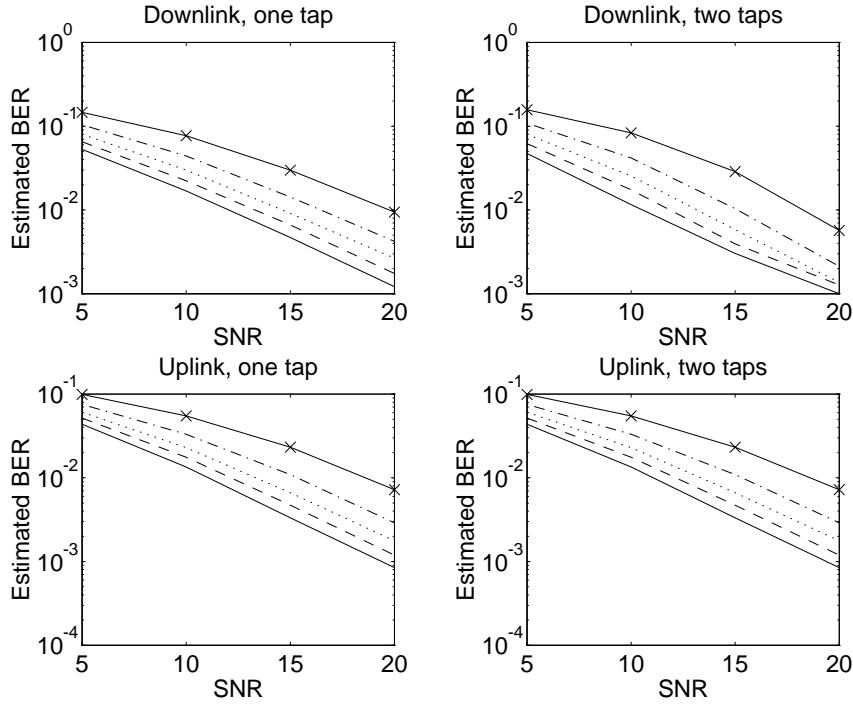 Downlink, one tap
10^0
10^-1
10^-2
10^-3
Estimated BER
5 10 15 20
SNR
Downlink, two taps
10^0
10^-1
10^-2
10^-3
Estimated BER
5 10 15 20
SNR
Uplink, one tap
10^-1
10^-2
10^-3
10^-4
Estimated BER
5 10 15 20
SNR
Uplink, two taps
10^-1
10^-2
10^-3
10^-4
Estimated BER
5 10 15 20
SNR